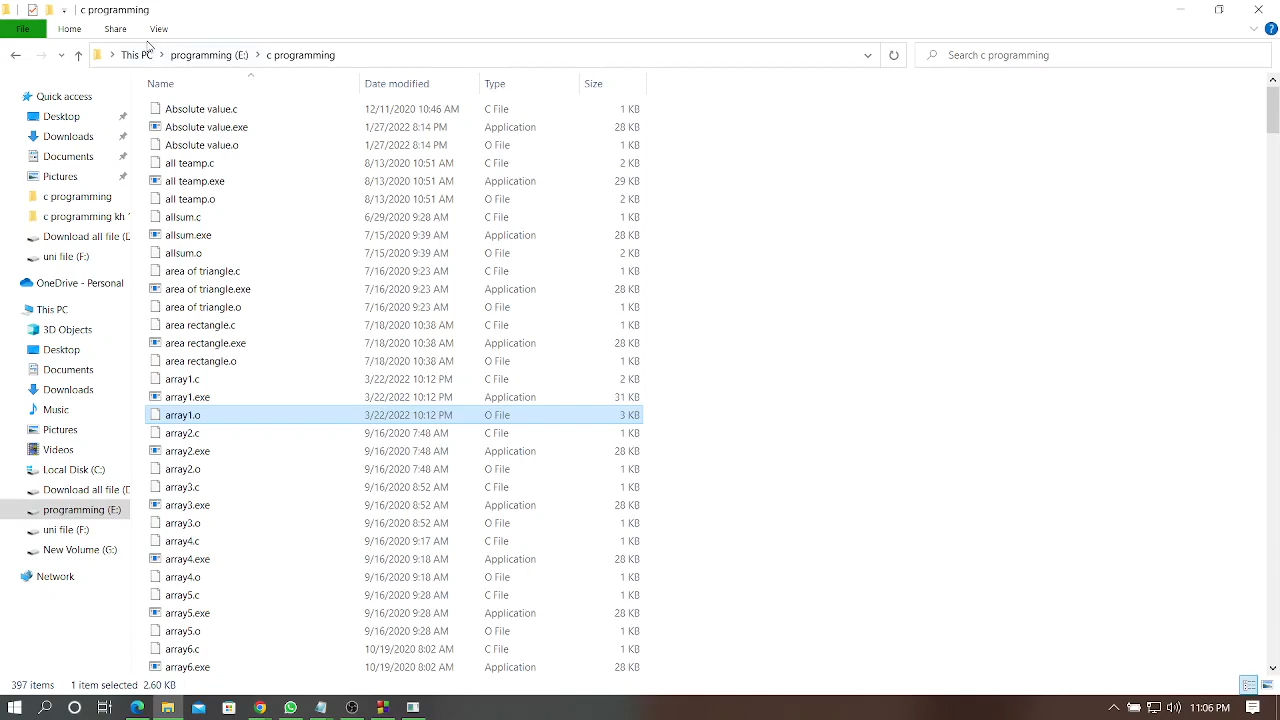 c programming
File Home Share View
This PC programming (E:) c programming Search c programming
Name Date modified Type Size
Quick access
Desktop
Downloads
Documents
Pictures
c programming
c programming kh
Download all file (D
uni file (F:)
OneDrive - Personal
This PC
3D Objects
Desktop
Documents
Downloads
Music
Pictures
Videos
Local Disk (C:)
Download all file (D
programming (E:)
uni file (F:)
New Volume (G:)
Network
Absolute value.c 12/11/2020 10:46 AM C File 1 KB
Absolute value.exe 1/27/2022 8:14 PM Application 28 KB
Absolute value.o 1/27/2022 8:14 PM O File 1 KB
all teamp.c 8/13/2020 10:51 AM C File 2 KB
all teamp.exe 8/13/2020 10:51 AM Application 29 KB
all teamp.o 8/13/2020 10:51 AM O File 2 KB
allsum.c 6/29/2020 9:28 AM C File 1 KB
allsum.exe 7/15/2020 9:39 AM Application 28 KB
allsum.o 7/15/2020 9:39 AM O File 2 KB
area of triangle.c 7/16/2020 9:23 AM C File 1 KB
area of triangle.exe 7/16/2020 9:23 AM Application 28 KB
area of triangle.o 7/16/2020 9:23 AM O File 1 KB
area rectangle.c 7/18/2020 10:38 AM C File 1 KB
area rectangle.exe 7/18/2020 10:38 AM Application 28 KB
area rectangle.o 7/18/2020 10:38 AM O File 1 KB
array1.c 3/22/2022 10:12 PM C File 2 KB
array1.exe 3/22/2022 10:12 PM Application 31 KB
array1.o 3/22/2022 10:12 PM O File 3 KB
array2.c 9/16/2020 7:48 AM C File 1 KB
array2.exe 9/16/2020 7:48 AM Application 28 KB
array2.o 9/16/2020 7:48 AM O File 1 KB
array3.c 9/16/2020 8:52 AM C File 1 KB
array3.exe 9/16/2020 8:52 AM Application 28 KB
array3.o 9/16/2020 8:52 AM O File 1 KB
array4.c 9/16/2020 9:17 AM C File 1 KB
array4.exe 9/16/2020 9:18 AM Application 28 KB
array4.o 9/16/2020 9:18 AM O File 1 KB
array5.c 9/16/2020 9:28 AM C File 1 KB
array5.exe 9/16/2020 9:28 AM Application 28 KB
array5.o 9/16/2020 9:28 AM O File 1 KB
array6.c 10/19/2020 8:02 AM C File 1 KB
array6.exe 10/19/2020 8:02 AM Application 28 KB
397 items 1 item selected 2.60 KB
11:06 PM